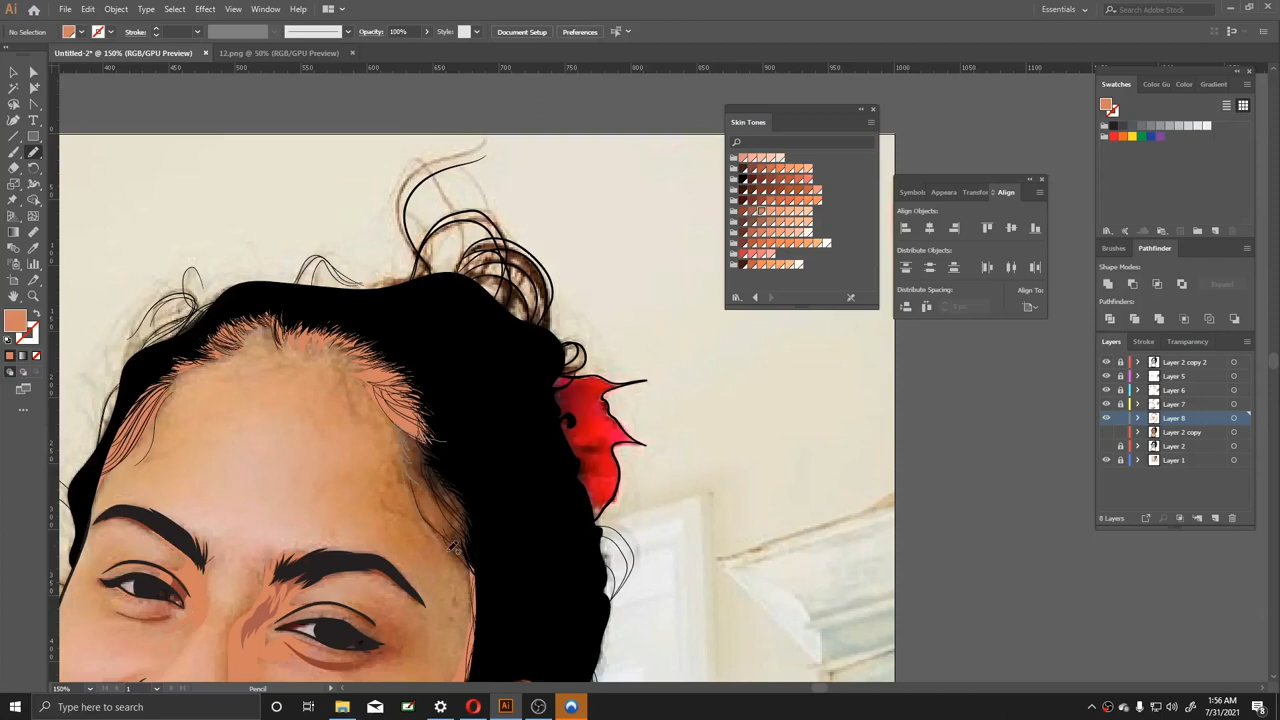 Ai File Edit Object Type Select Effect View Window Help Essentials Search Adobe Stock
No Selection Stroke: Opacity: 100% Style: Document Setup Preferences
Untitled-2* @ 150% (RGB/GPU Preview) × 12.png @ 50% (RGB/GPU Preview) ×
400 450 500 550 600 650 700 750 800 850 900 950 1000 1050 1100
Swatches Color Gu Color Gradient
Skin Tones
Symbols Appeara Transfor Align
Align Objects:
Distribute Objects:
Brushes Pathfinder
Shape Modes:
Expand
Distribute Spacing: Align To:
0 px
Pathfinders:
Layers Stroke Transparency
Layer 2 copy 2
Layer 5
Layer 6
Layer 7
Layer 8
Layer 2 copy
Layer 2
Layer 1
8 Layers
150% 1 Pencil
Type here to search
Ai
1:56 AM
7/31/2021